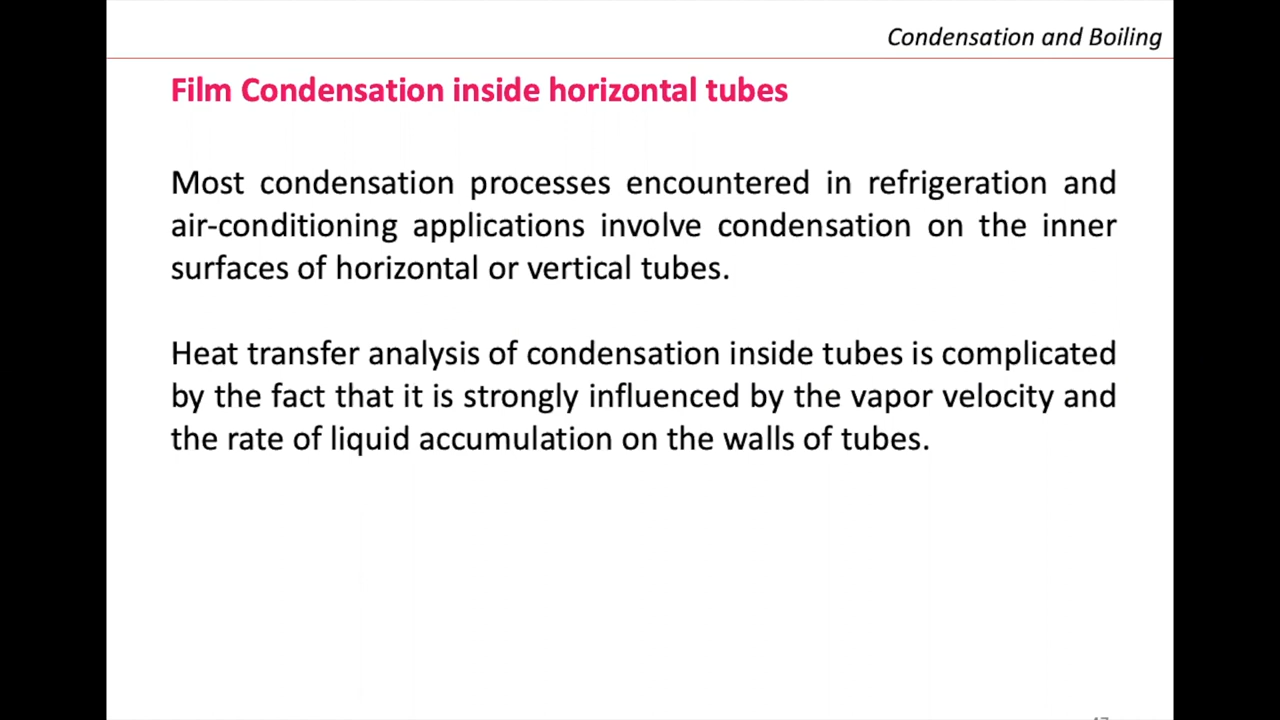 Condensation and Boiling
Film Condensation inside horizontal tubes
Most condensation processes encountered in refrigeration and
air-conditioning applications involve condensation on the inner
surfaces of horizontal or vertical tubes.
Heat transfer analysis of condensation inside tubes is complicated
by the fact that it is strongly influenced by the vapor velocity and
the rate of liquid accumulation on the walls of tubes.